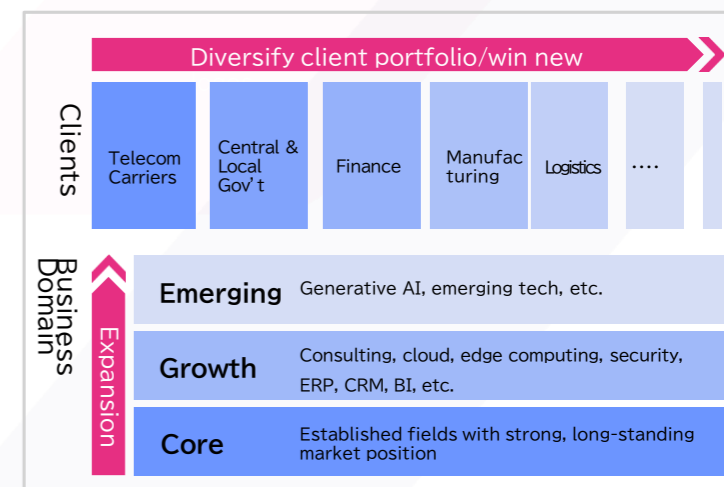 Diversify client portfolio/win new
Clients
Telecom
Carriers
Central &
Local
Gov't
Finance
Manufac
turing
Logistics
....
Business
Domain
Expansion
Emerging
Generative AI, emerging tech, etc.
Growth
Consulting, cloud, edge computing, security,
ERP, CRM, BI, etc.
Core
Established fields with strong, long-standing
market position